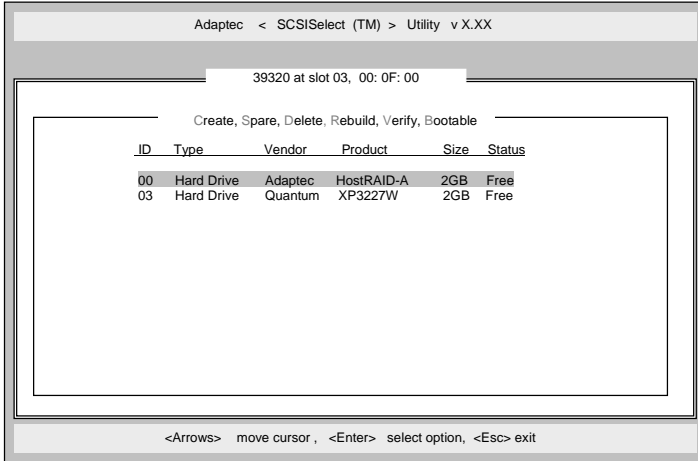 Adaptec < SCSISelect (TM) > Utility v X.XX
39320 at slot 03, 00: 0F: 00
Create, Spare, Delete, Rebuild, Verify, Bootable
ID Type Vendor Product Size Status
00 Hard Drive Adaptec HostRAID-A 2GB Free
03 Hard Drive Quantum XP3227W 2GB Free
<Arrows> move cursor , <Enter> select option, <Esc> exit